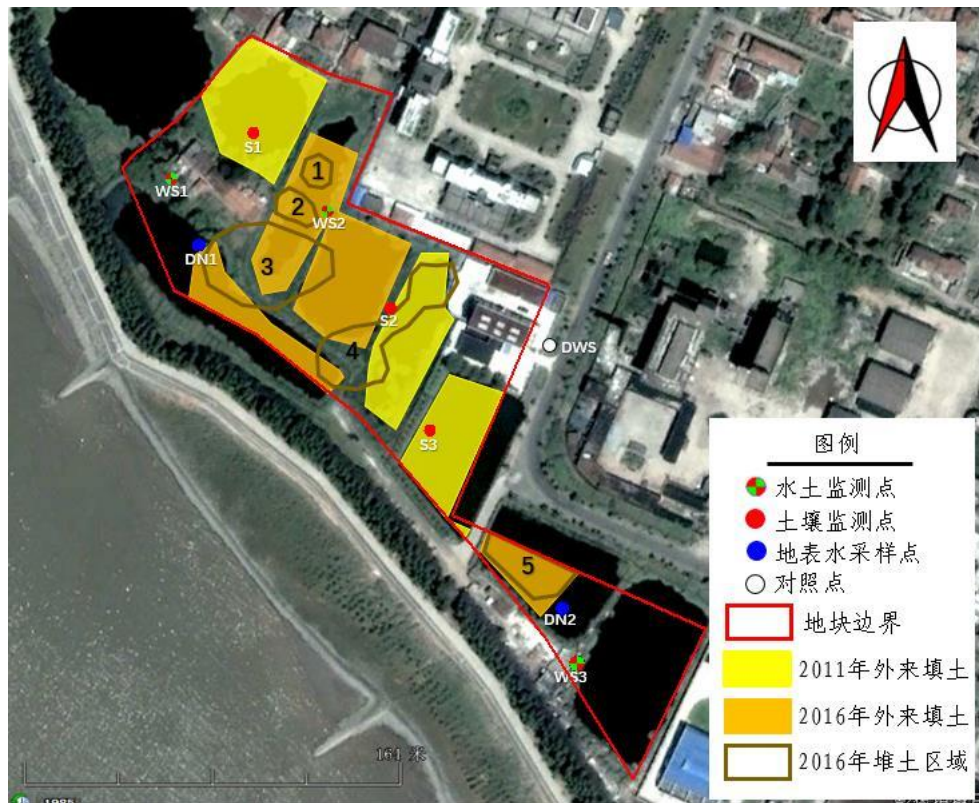 S1
1
WS1
2
WS2
DN1
3
S2
4
DWS
S3
5
DN2
WS3
164 米
1985
图例
水土监测点
土壤监测点
地表水采样点
对照点
地块边界
2011年外来填土
2016年外来填土
2016年堆土区域